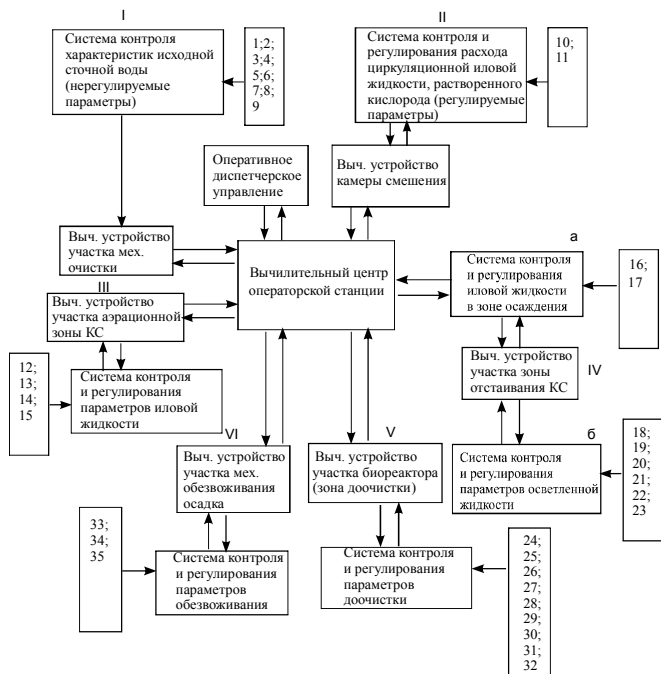 I
Система контроля
характеристик исходной
сточной воды
(нерегулируемые
параметры)
1;2;
3;4;
5;6;
7;8;
9
II
Система контроля и
регулирования расхода
циркуляционной иловой
жидкости, растворенного
кислорода (регулируемые
параметры)
10;
11
Оперативное
диспетчерское
управление
Выч. устройство
камеры смешения
Выч. устройство
участка мех.
очистки
Вычилительный центр
операторской станции
а
Система контроля
и регулирования
иловой жидкости
в зоне осаждения
16;
17
III
Выч. устройство
участка аэрационной
зоны КС
12;
13;
14;
15
Система контроля
и регулирования
параметров иловой
жидкости
Выч. устройство
участка зоны
отстаивания КС
IV
VI
Выч. устройство
участка мех.
обезвоживания
осадка
V
Выч. устройство
участка биореактора
(зона доочистки)
б
Система контроля
и регулирования
параметров осветленной
жидкости
18;
19;
20;
21;
22;
23
33;
34;
35
Система контроля
и регулирования
параметров
обезвоживания
Система контроля
и регулирования
параметров
доочистки
24;
25;
26;
27;
28;
29;
30;
31;
32